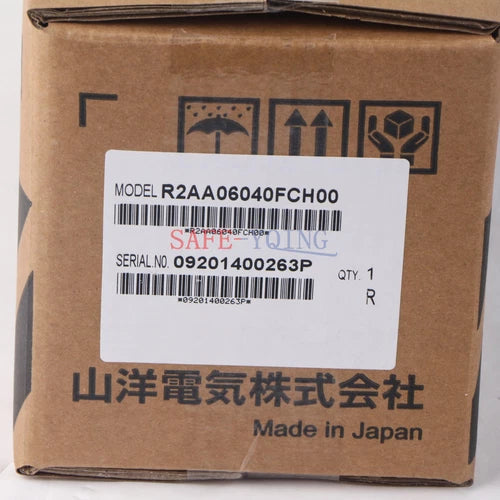 MODEL R2AA06040FCH00
*R2AA06040FCH00*
SAFE-YQING
SERIAL.NO. 09201400263P
QTY. 1
*09201400263P*
R
山洋電気株式会社
Made in Japan